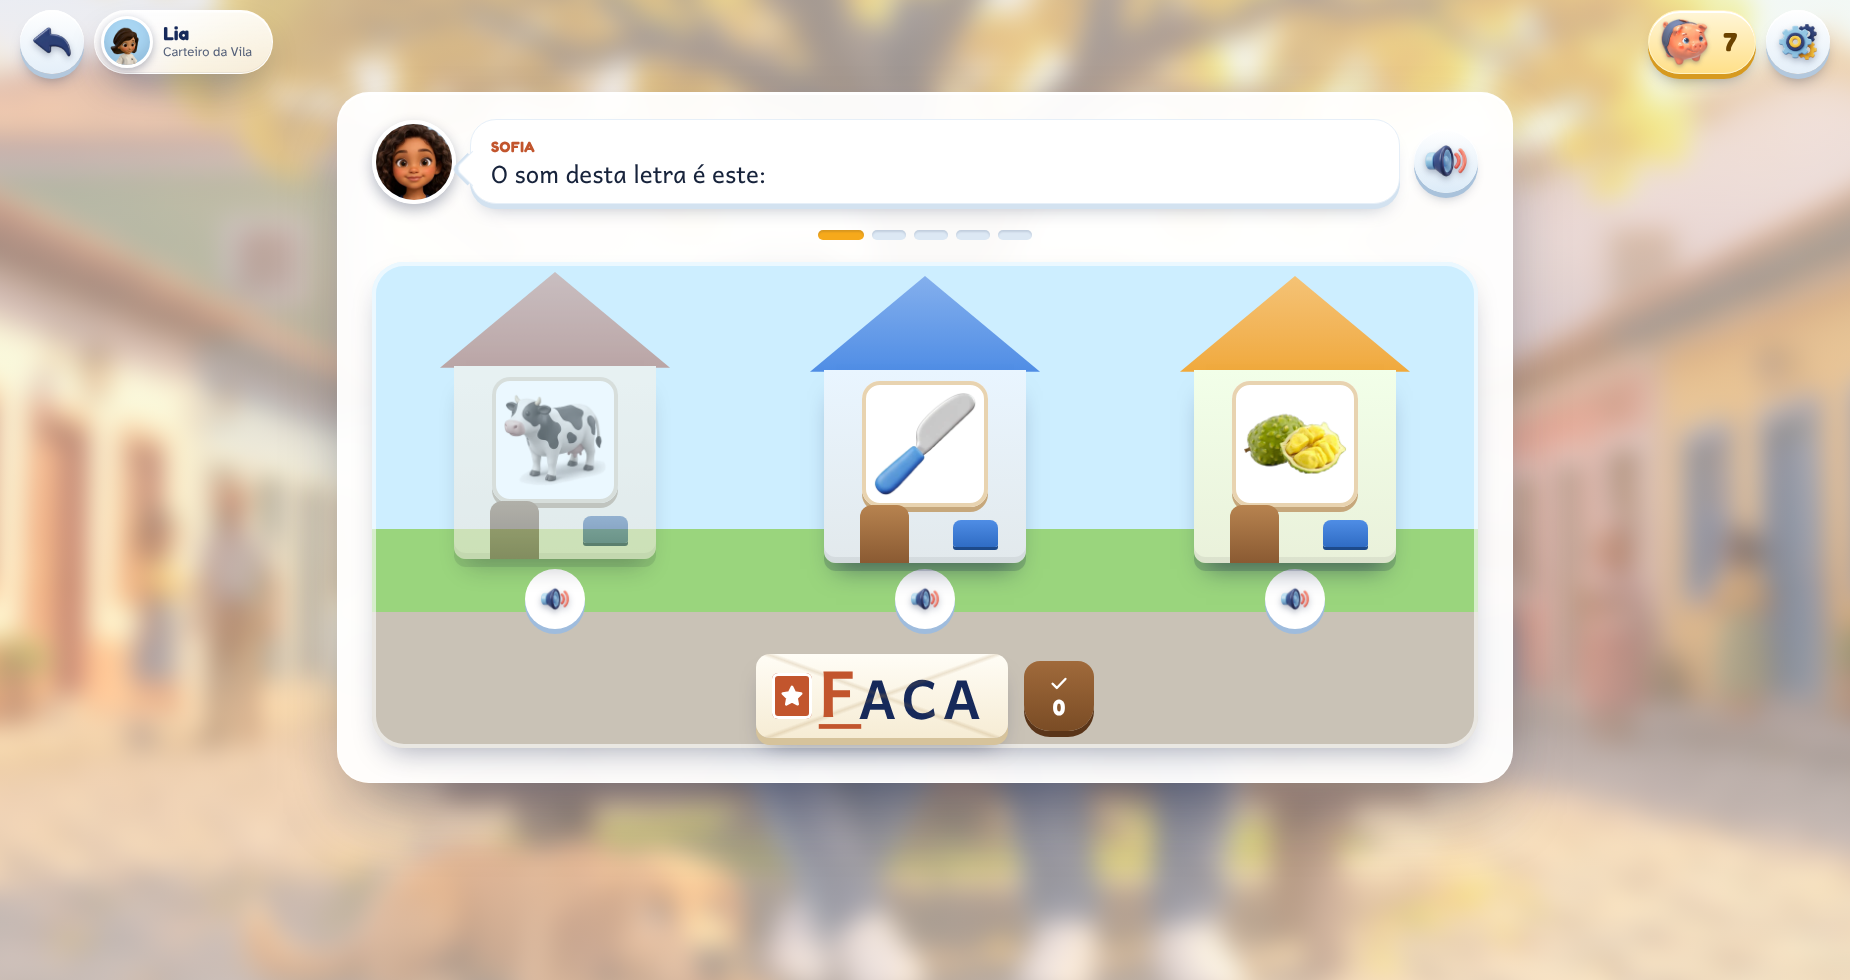 Lia
Carteiro da Vila
7
SOFIA
O som desta letra é este:
FACA
0